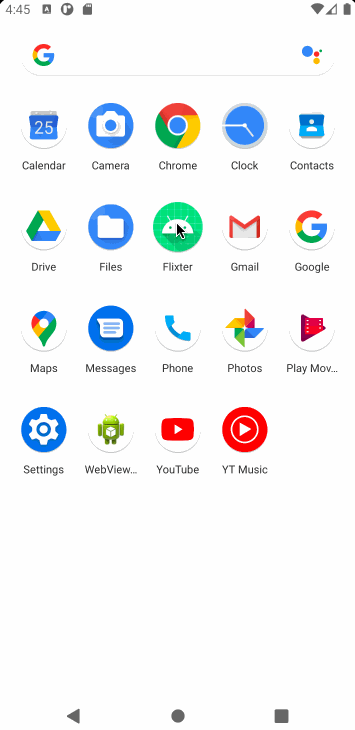 4:45
Calendar
Camera
Chrome
Clock
Contacts
Drive
Files
Flixter
Gmail
Google
Maps
Messages
Phone
Photos
Play Mov...
Settings
WebView...
YouTube
YT Music